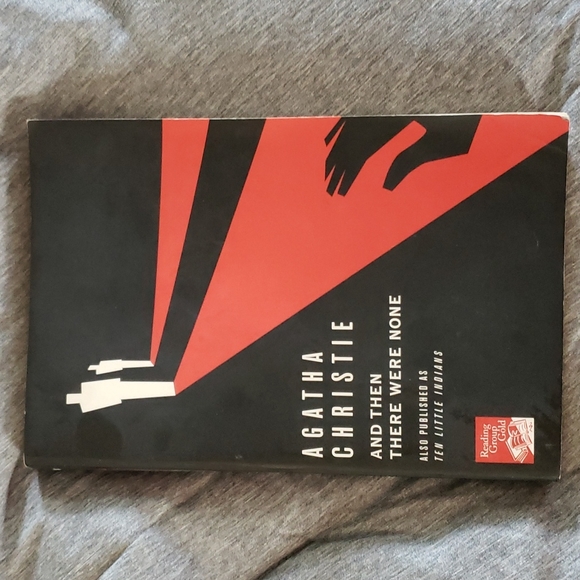 AGATHA
CHRISTIE
AND THEN
THERE WERE NONE
ALSO PUBLISHED AS
TEN LITTLE INDIANS
Reading
Group
Gold